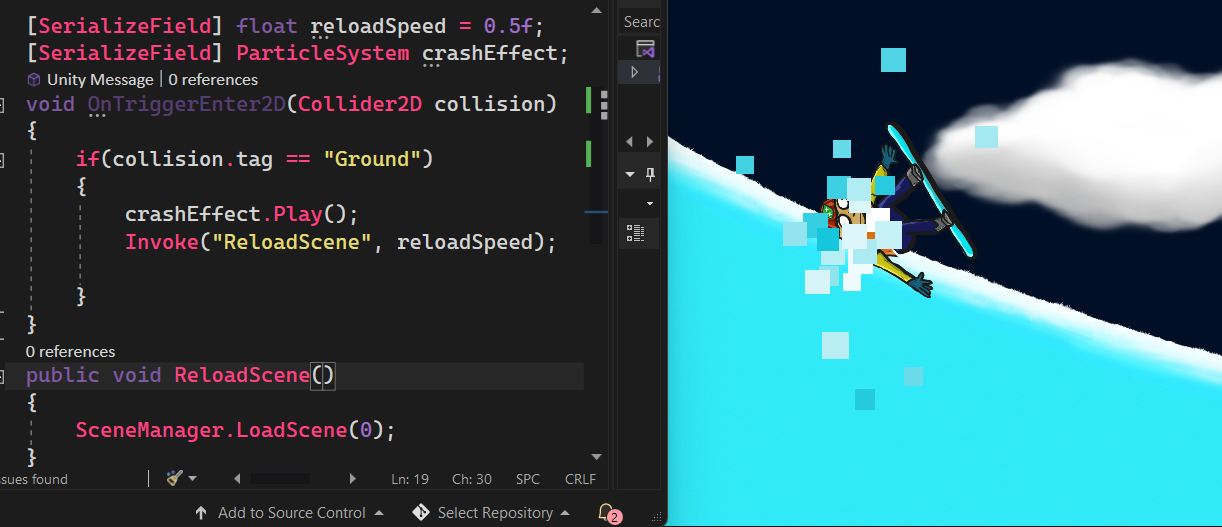 [SerializeField] float reloadSpeed = 0.5f;
[SerializeField] ParticleSystem crashEffect;
Unity Message | 0 references
void OnTriggerEnter2D(Collider2D collision)
{
if(collision.tag == "Ground")
{
crashEffect.Play();
Invoke("ReloadScene", reloadSpeed);
}
}
0 references
public void ReloadScene()
{
SceneManager.LoadScene(0);
}
Searc
ssues found
Ln: 19 Ch: 30 SPC CRLF
Add to Source Control Select Repository 2